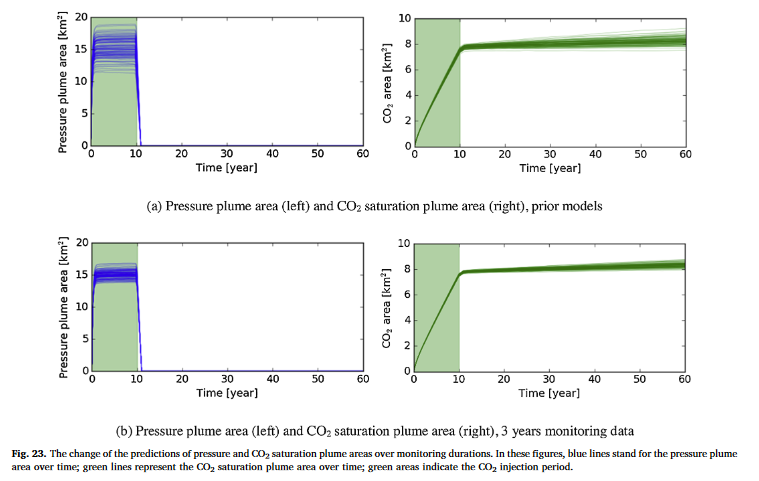 Pressure plume area [km²]
20
15
10
5
0
0 10 20 30 40 50 60
Time [year]
CO₂ area [km²]
10
8
6
4
2
0
0 10 20 30 40 50 60
Time [year]
(a) Pressure plume area (left) and CO₂ saturation plume area (right), prior models
Pressure plume area [km²]
20
15
10
5
0
0 10 20 30 40 50 60
Time [year]
CO₂ area [km²]
10
8
6
4
2
0
0 10 20 30 40 50 60
Time [year]
(b) Pressure plume area (left) and CO₂ saturation plume area (right), 3 years monitoring data
Fig. 23. The change of the predictions of pressure and CO₂ saturation plume areas over monitoring durations. In these figures, blue lines stand for the pressure plume
area over time; green lines represent the CO₂ saturation plume area over time; green areas indicate the CO₂ injection period.